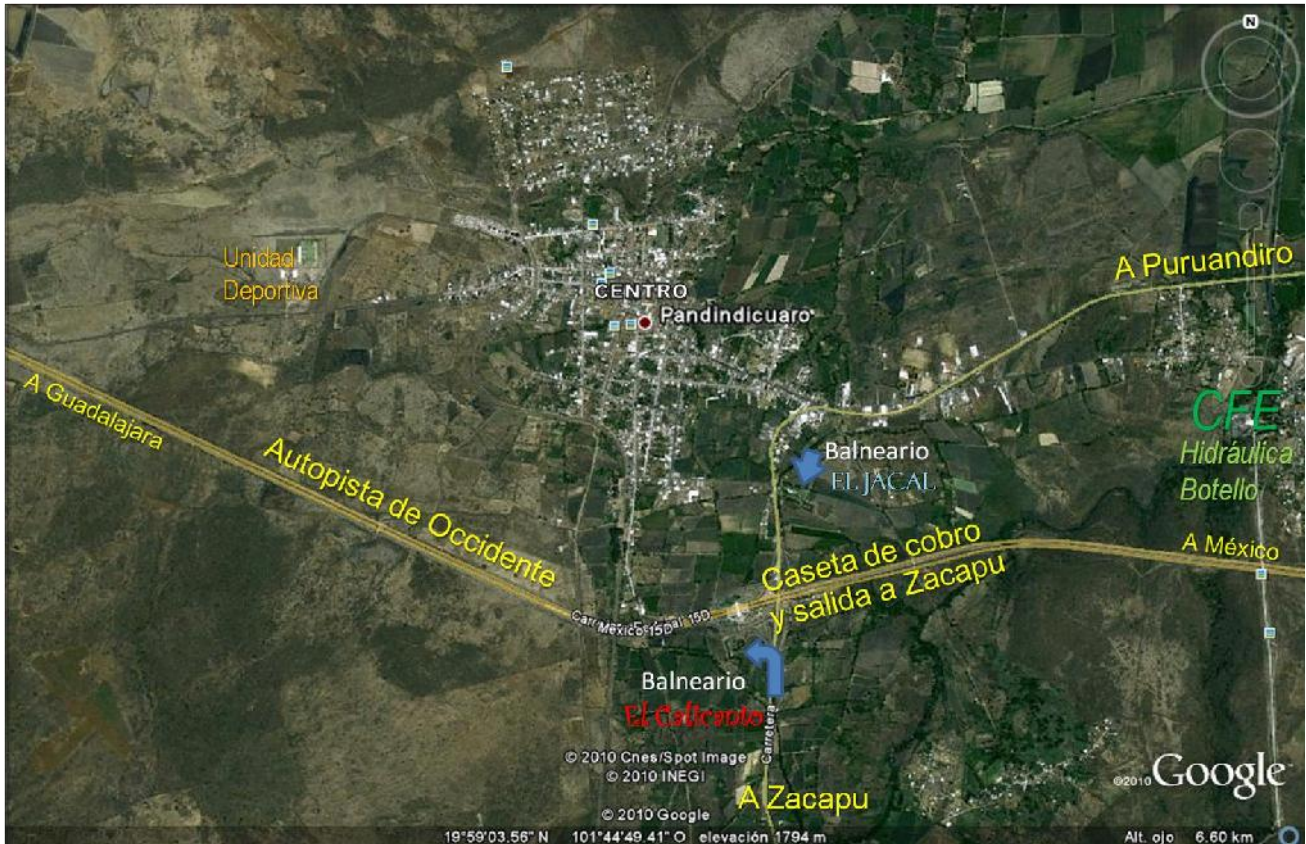 N
A Puruandiro
Unidad
Deportiva
CENTRO
Pandindicuaro
A Guadalajara
Autopista de Occidente
CFE
Hidráulica
Botello
Balneario
EL JACAL
Caseta de cobro
y salida a Zacapu
A México
México 15D
15D
Balneario
El Calicanto
Carretera
© 2010 Cnes/Spot Image
© 2010 INEGI
© 2010 Google
A Zacapu
©2010 Google
19°59'03.56" N 101°44'49.41" O elevación 1794 m
Alt. ojo 6.60 km